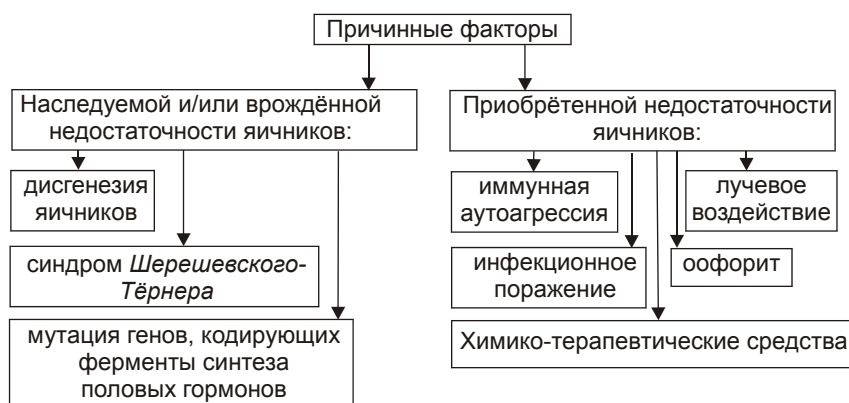 Причинные факторы
Наследуемой и/или врождённой
недостаточности яичников:
дисгенезия
яичников
синдром Шерешевского-
Тёрнера
мутация генов, кодирующих
ферменты синтеза
половых гормонов
Приобрётенной недостаточности
яичников:
иммунная
аутоагрессия
лучевое
воздействие
инфекционное
поражение
оофорит
Химико-терапевтические средства